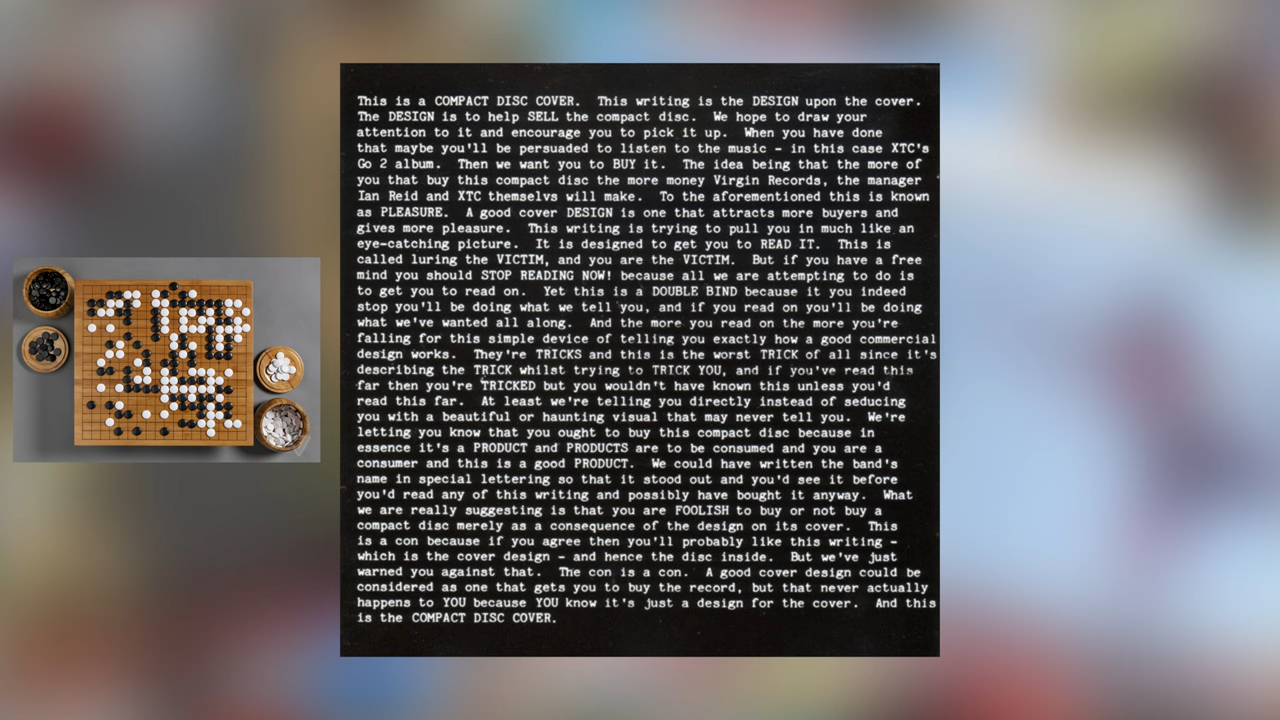 This is a COMPACT DISC COVER.  This writing is the DESIGN upon the cover.
The DESIGN is to help SELL the compact disc.  We hope to draw your
attention to it and encourage you to pick it up.  When you have done
that maybe you'll be persuaded to listen to the music - in this case XTC's
Go 2 album.  Then we want you to BUY it.  The idea being that the more of
you that buy this compact disc the more money Virgin Records, the manager
Ian Reid and XTC themselvs will make.  To the aforementioned this is known
as PLEASURE.  A good cover DESIGN is one that attracts more buyers and
gives more pleasure.  This writing is trying to pull you in much like an
eye-catching picture.  It is designed to get you to READ IT.  This is
called luring the VICTIM, and you are the VICTIM.  But if you have a free
mind you should STOP READING NOW! because all we are attempting to do is
to get you to read on.  Yet this is a DOUBLE BIND because it you indeed
stop you'll be doing what we tell you, and if you read on you'll be doing
what we've wanted all along.  And the more you read on the more you're
falling for this simple device of telling you exactly how a good commercial
design works.  They're TRICKS and this is the worst TRICK of all since it's
describing the TRICK whilst trying to TRICK YOU, and if you've read this
far then you're TRICKED but you wouldn't have known this unless you'd
read this far.  At least we're telling you directly instead of seducing
you with a beautiful or haunting visual that may never tell you.  We're
letting you know that you ought to buy this compact disc because in
essence it's a PRODUCT and PRODUCTS are to be consumed and you are a
consumer and this is a good PRODUCT.  We could have written the band's
name in special lettering so that it stood out and you'd see it before
you'd read any of this writing and possibly have bought it anyway.  What
we are really suggesting is that you are FOOLISH to buy or not buy a
compact disc merely as a consequence of the design on its cover.  This
is a con because if you agree then you'll probably like this writing -
which is the cover design - and hence the disc inside.  But we've just
warned you against that.  The con is a con.  A good cover design could be
considered as one that gets you to buy the record, but that never actually
happens to YOU because YOU know it's just a design for the cover.  And this
is the COMPACT DISC COVER.